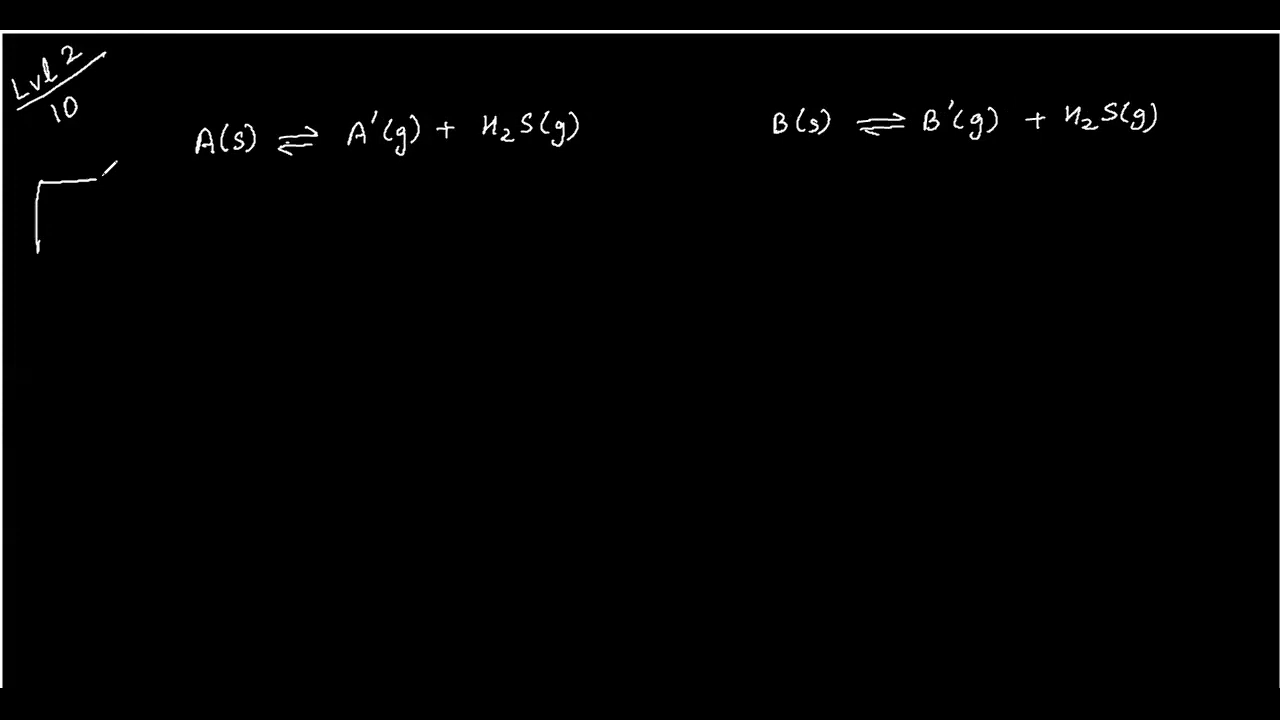 Lvl 2
10
A(s) ⇌ A'(g) + H₂S(g)
B(s) ⇌ B'(g) + H₂S(g)